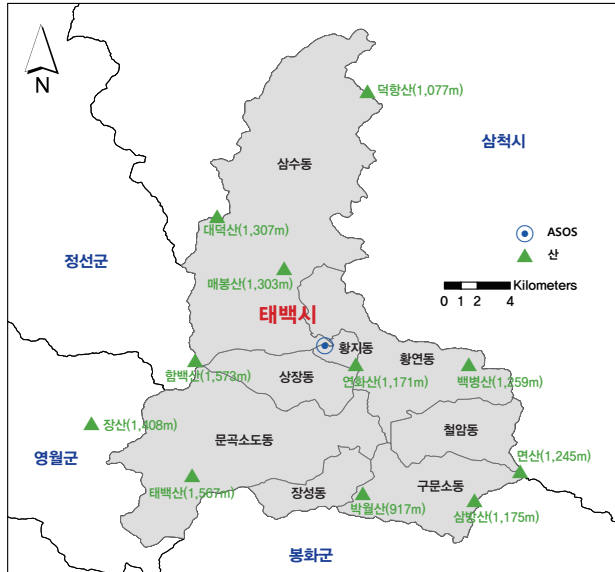 N
덕항산(1,077m)
삼척시
삼수동
대덕산(1,307m)
ASOS
산
정선군
매봉산(1,303m)
Kilometers
0 1 2 4
태백시
황지동
황연동
함백산(1,573m)
상장동
연화산(1,171m)
백병산(1,259m)
장산(1,408m)
문곡소도동
철암동
영월군
면산(1,245m)
태백산(1,567m)
장성동
구문소동
박월산(917m)
삼방산(1,175m)
봉화군